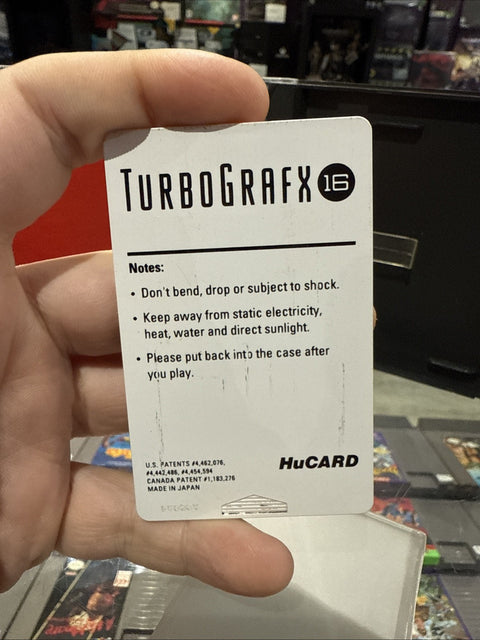 TURBOGRAFX 16
Notes:
• Don't bend, drop or subject to shock.
• Keep away from static electricity,
heat, water and direct sunlight.
• Please put back into the case after
you play.
U.S. PATENTS #4,462,076,
#4,442,486, #4,454,594
CANADA PATENT #1,183,276
MADE IN JAPAN
HuCARD